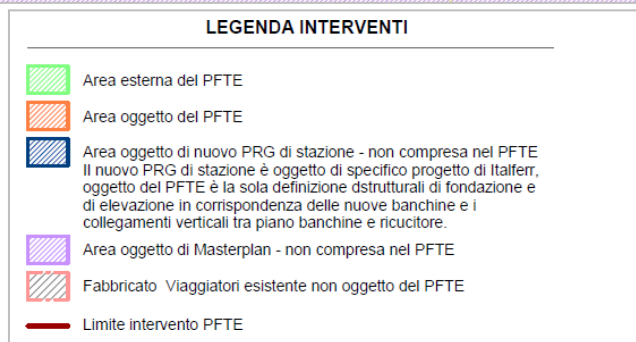 LEGENDA INTERVENTI
Area esterna del PFTE
Area oggetto del PFTE
Area oggetto di nuovo PRG di stazione - non compresa nel PFTE
Il nuovo PRG di stazione è oggetto di specifico progetto di Italferr,
oggetto del PFTE è la sola definizione dstrutturali di fondazione e
di elevazione in corrispondenza delle nuove banchine e i
collegamenti verticali tra piano banchine e ricucitore.
Area oggetto di Masterplan - non compresa nel PFTE
Fabbricato Viaggiatori esistente non oggetto del PFTE
Limite intervento PFTE